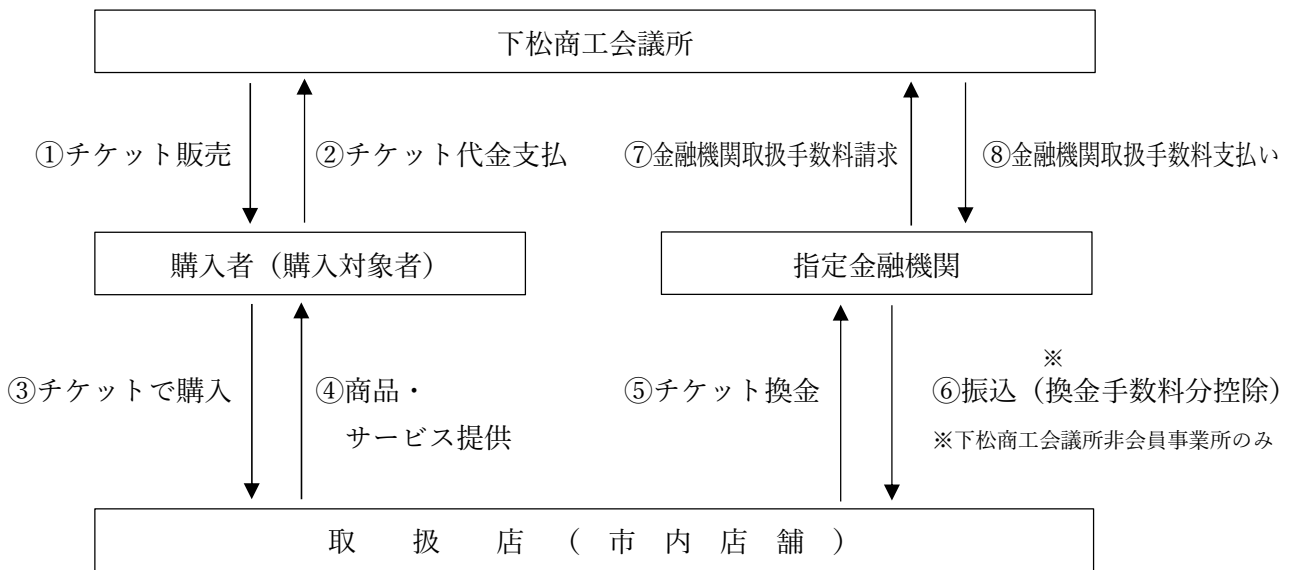 下松商工会議所
①チケット販売
②チケット代金支払
⑦金融機関取扱手数料請求
⑧金融機関取扱手数料支払い
購入者（購入対象者）
指定金融機関
③チケットで購入
④商品・
サービス提供
⑤チケット換金
※
⑥振込（換金手数料分控除）
※下松商工会議所非会員事業所のみ
取扱店（市内店舗）